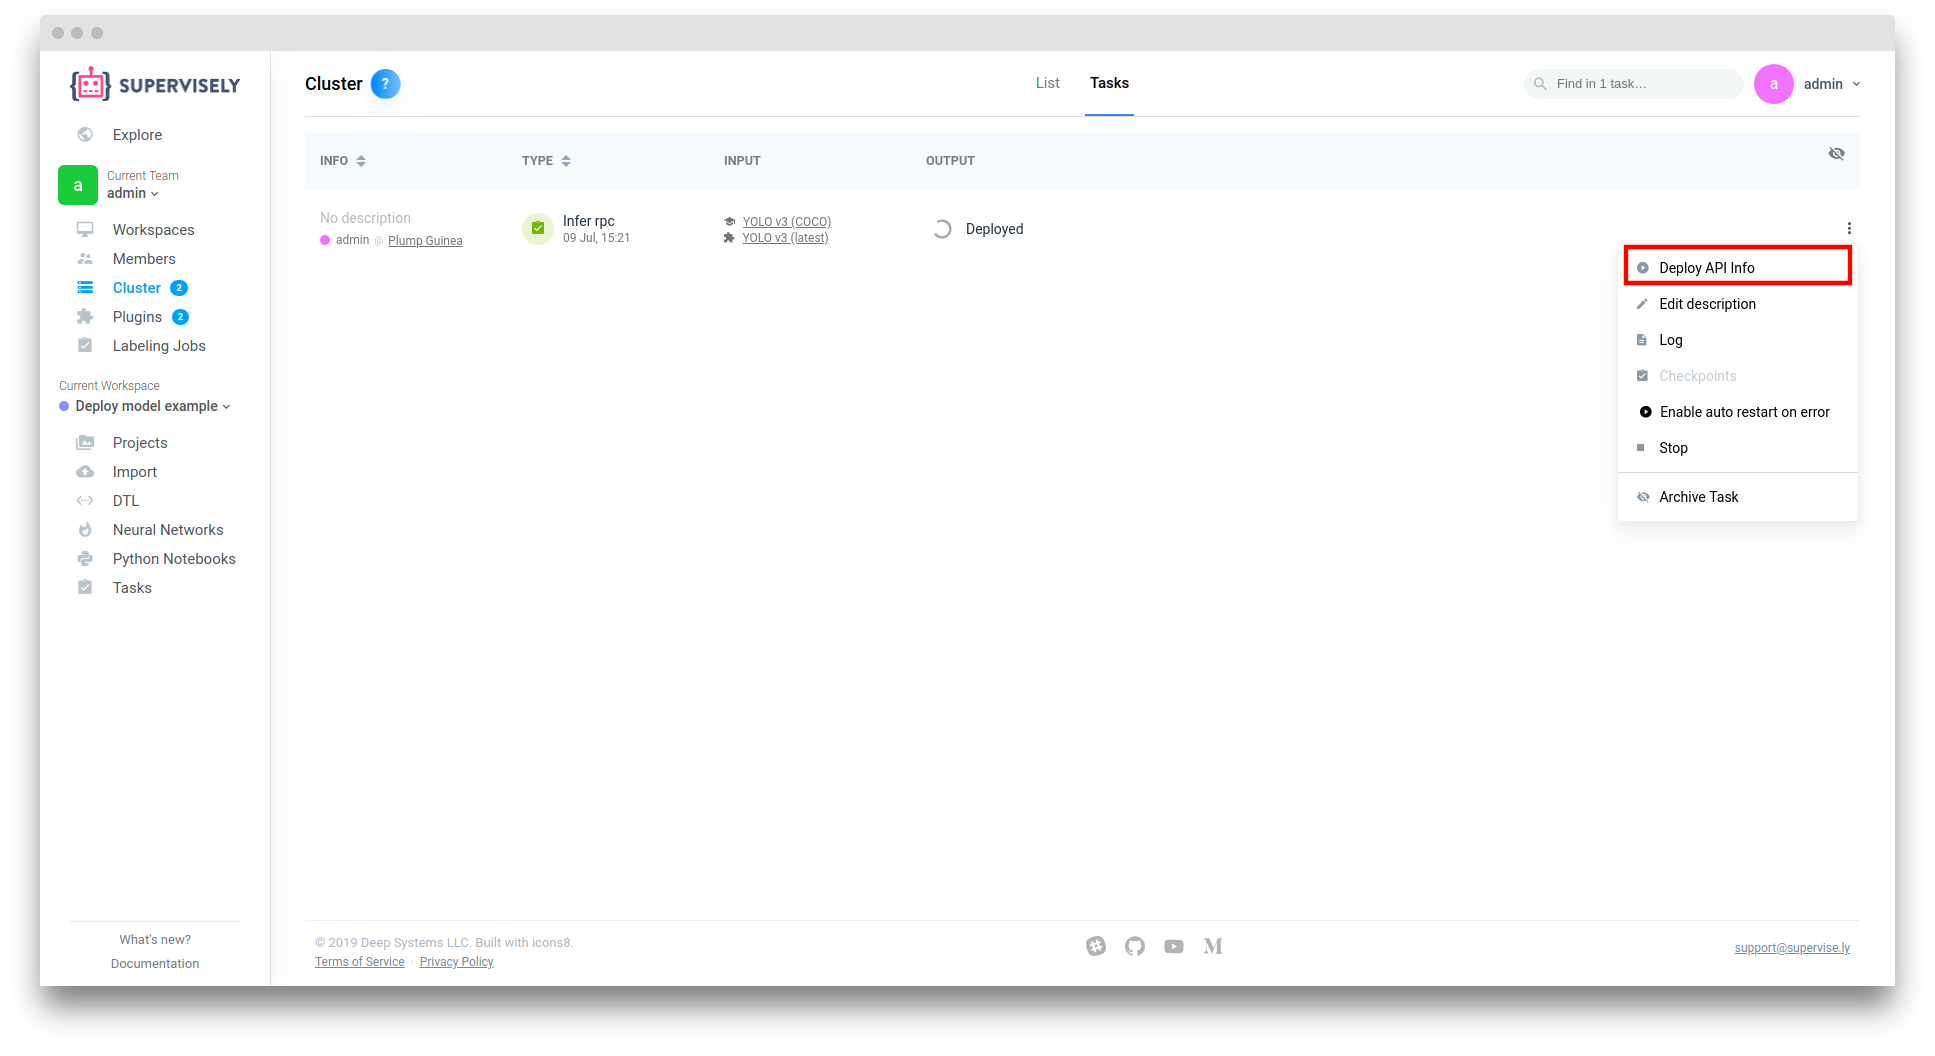 SUPERVISELY
Explore
a
Current Team
admin
Workspaces
Members
Cluster 2
Plugins 2
Labeling Jobs
Current Workspace
Deploy model example
Projects
Import
DTL
Neural Networks
Python Notebooks
Tasks
What's new?
Documentation
Cluster ?
List Tasks
Find in 1 task…
a admin
INFO TYPE INPUT OUTPUT
No description
admin @ Plump Guinea
Infer rpc
09 Jul, 15:21
YOLO v3 (COCO)
YOLO v3 (latest)
Deployed
Deploy API Info
Edit description
Log
Checkpoints
Enable auto restart on error
Stop
Archive Task
© 2019 Deep Systems LLC. Built with icons8.
Terms of Service · Privacy Policy
support@supervise.ly